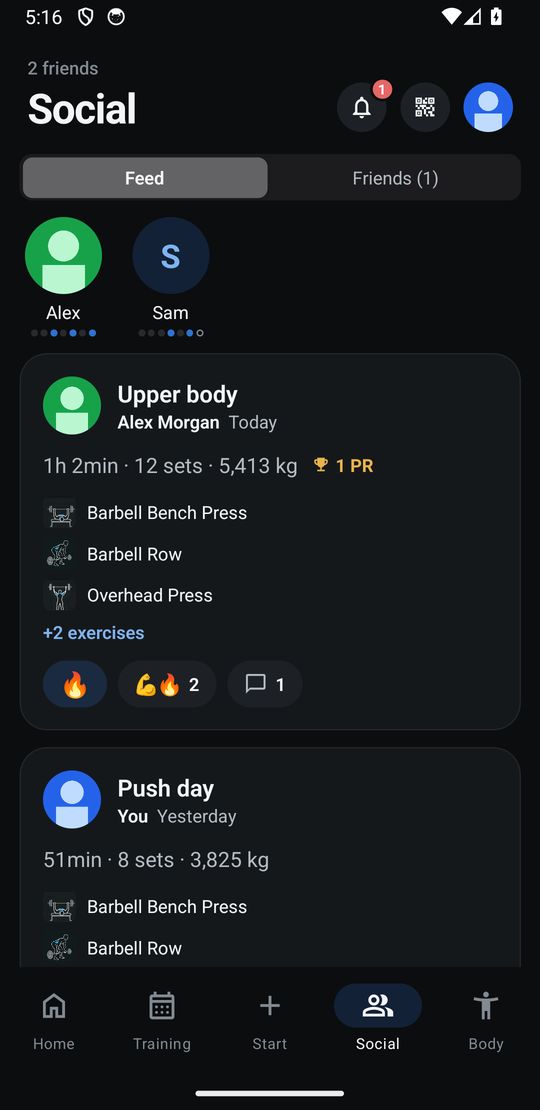 5:16
2 friends
Social
1
Feed
Friends (1)
S
Alex
Sam
Upper body
Alex Morgan Today
1h 2min · 12 sets · 5,413 kg 1 PR
Barbell Bench Press
Barbell Row
Overhead Press
+2 exercises
2
1
Push day
You Yesterday
51min · 8 sets · 3,825 kg
Barbell Bench Press
Barbell Row
Home
Training
Start
Social
Body